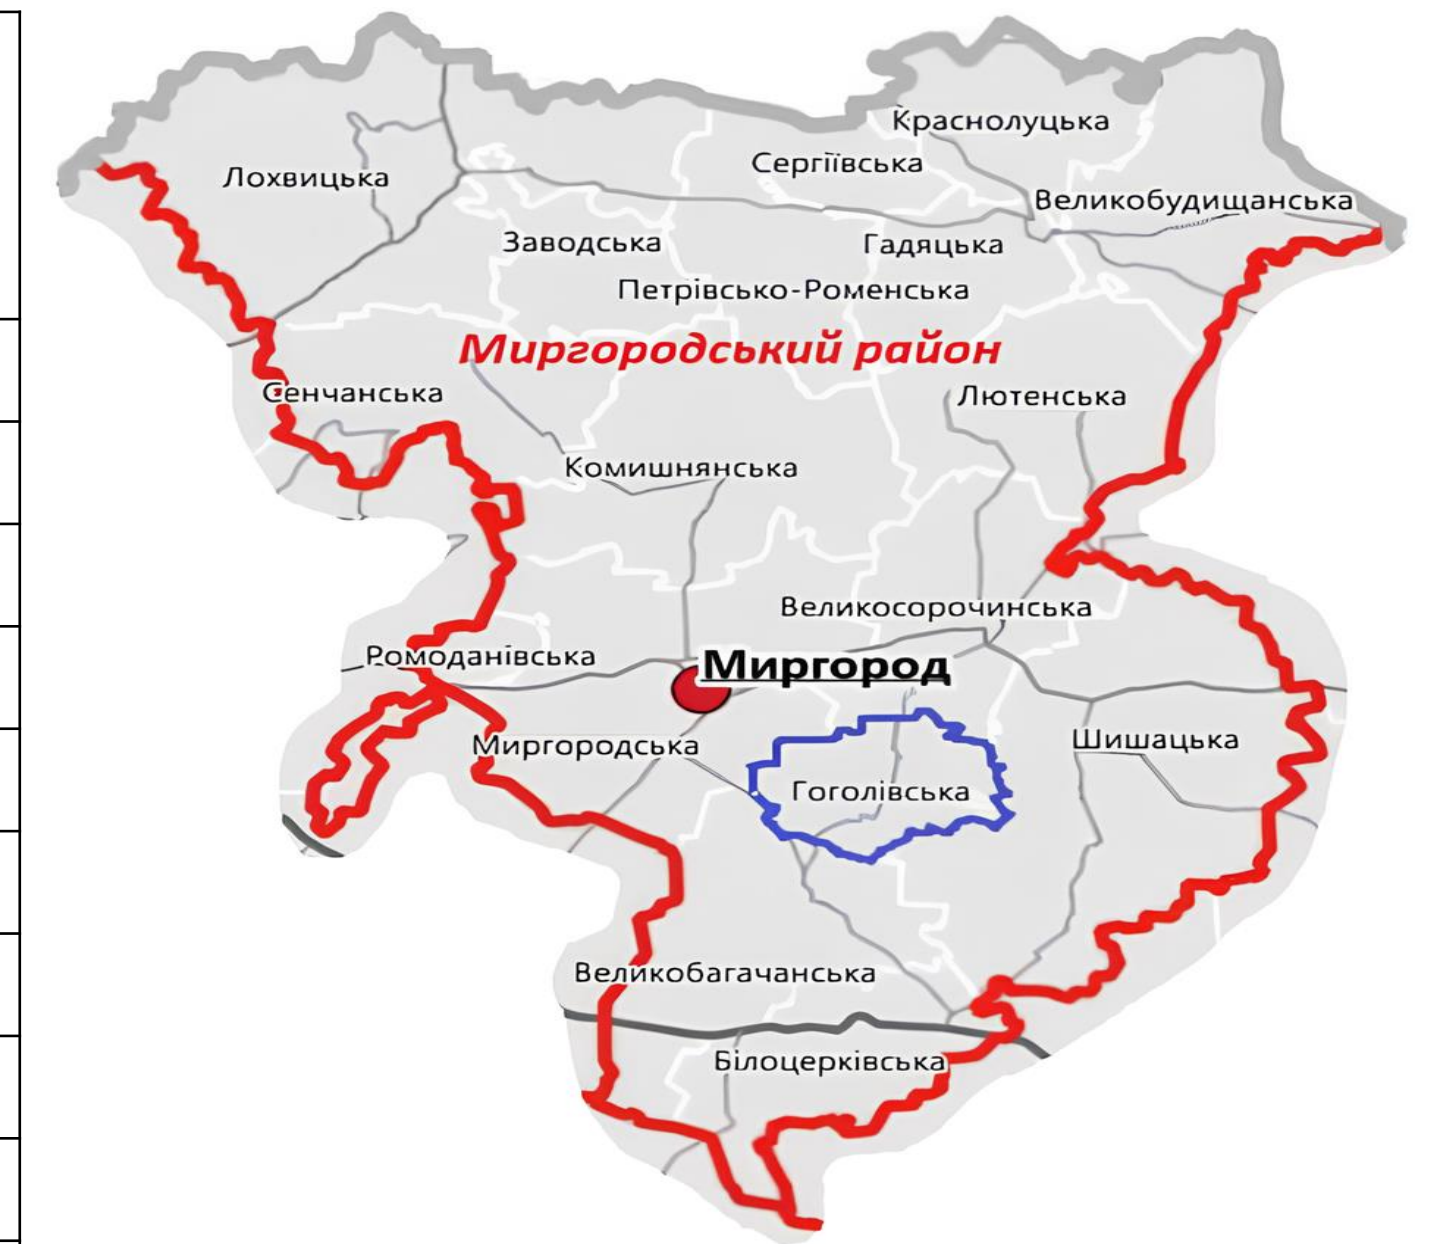 Краснолуцька
Сергіївська
Лохвицька
Великобудищанська
Заводська
Гадяцька
Петрівсько-Роменська
Миргородський район
Сенчанська
Лютенська
Комишнянська
Великосорочинська
Ромоданівська
Миргород
Миргородська
Шишацька
Гоголівська
Великобагачанська
Білоцерківська